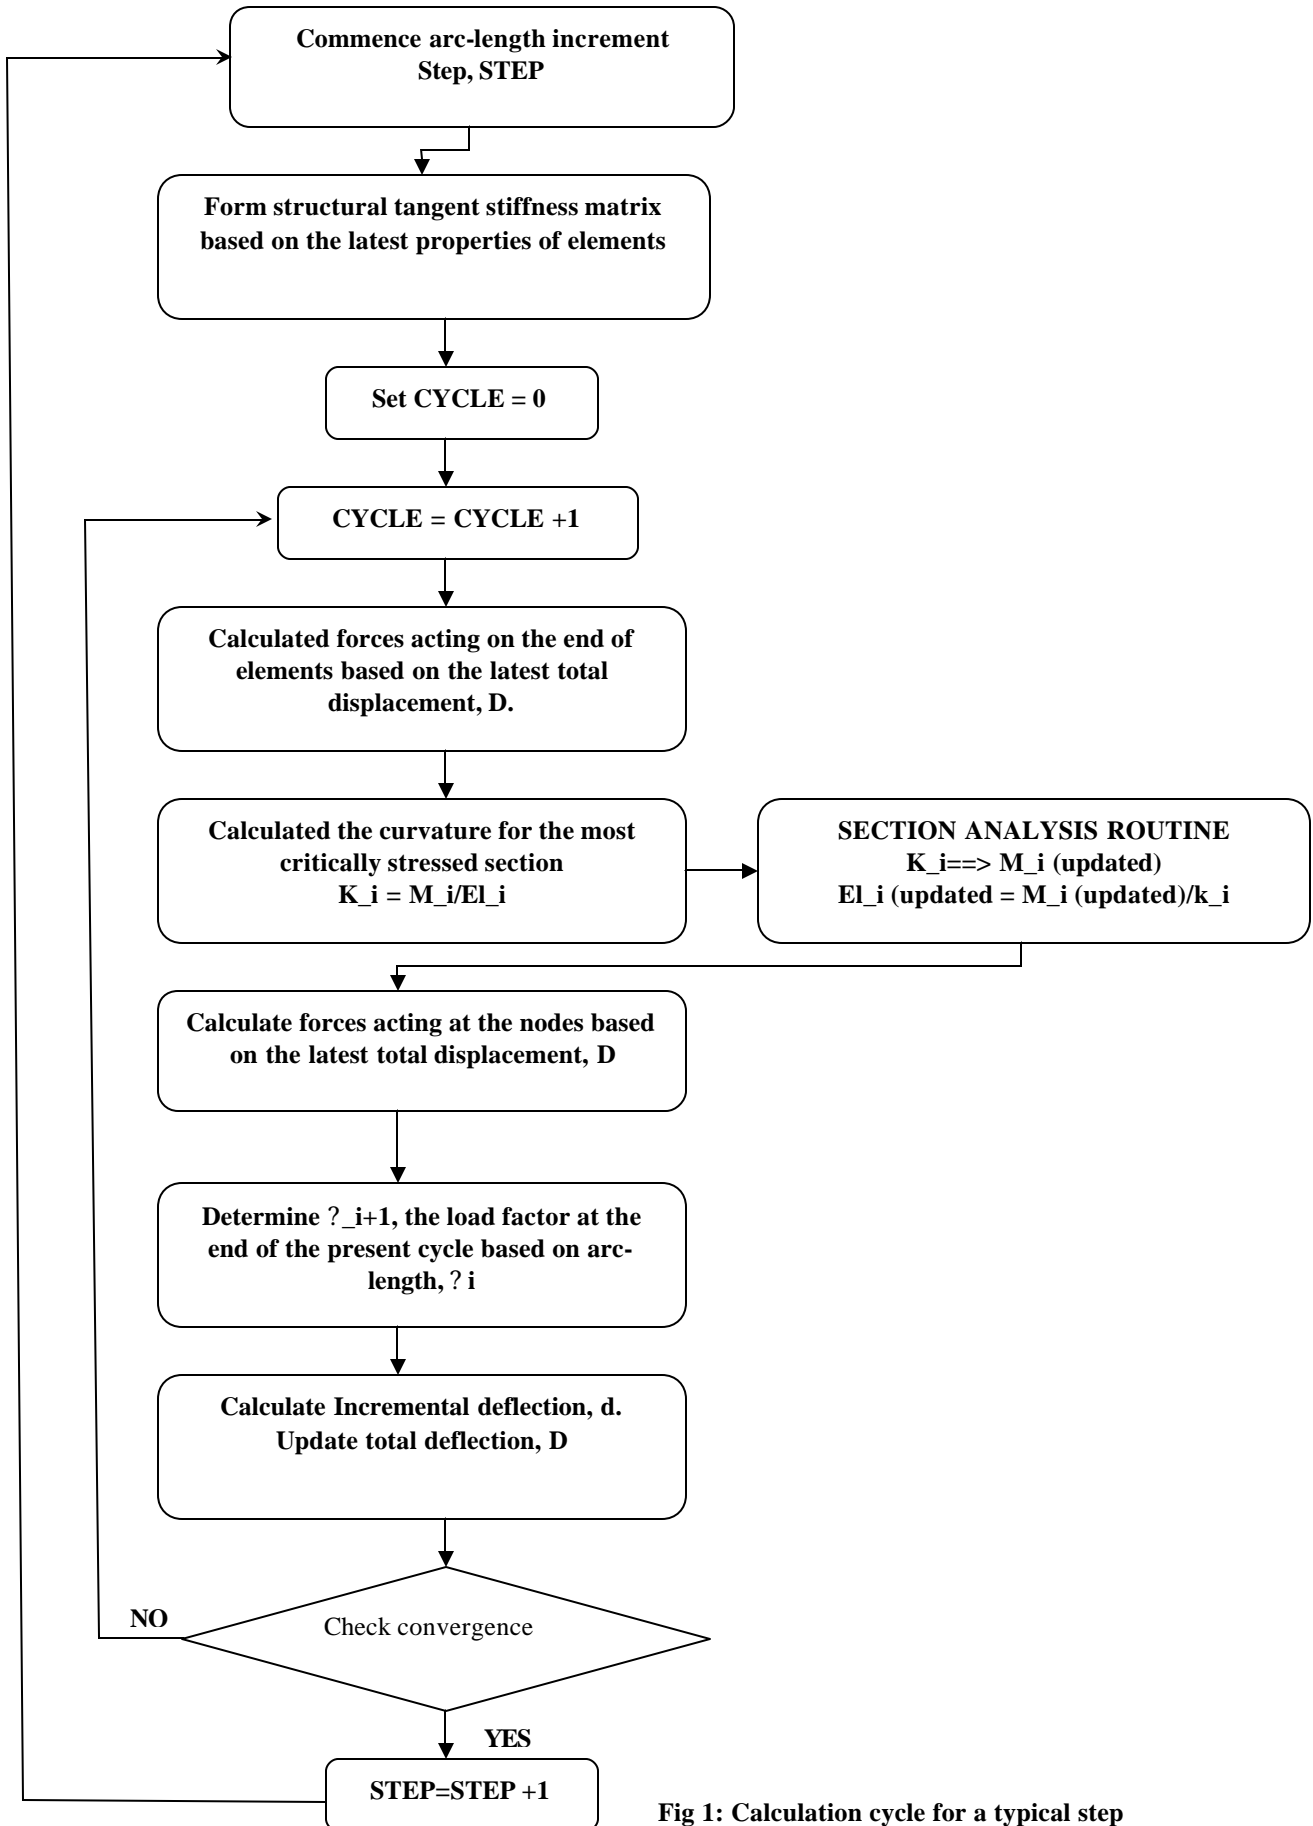 Commence arc-length increment
Step, STEP
Form structural tangent stiffness matrix
based on the latest properties of elements
Set CYCLE = 0
CYCLE = CYCLE +1
Calculated forces acting on the end of
elements based on the latest total
displacement, D.
Calculated the curvature for the most
critically stressed section
K_i = M_i/El_i
SECTION ANALYSIS ROUTINE
K_i==> M_i (updated)
El_i (updated = M_i (updated)/k_i
Calculate forces acting at the nodes based
on the latest total displacement, D
Determine ?_i+1, the load factor at the
end of the present cycle based on arc-
length, ? i
Calculate Incremental deflection, d.
Update total deflection, D
NO
Check convergence
YES
STEP=STEP +1
Fig 1: Calculation cycle for a typical step